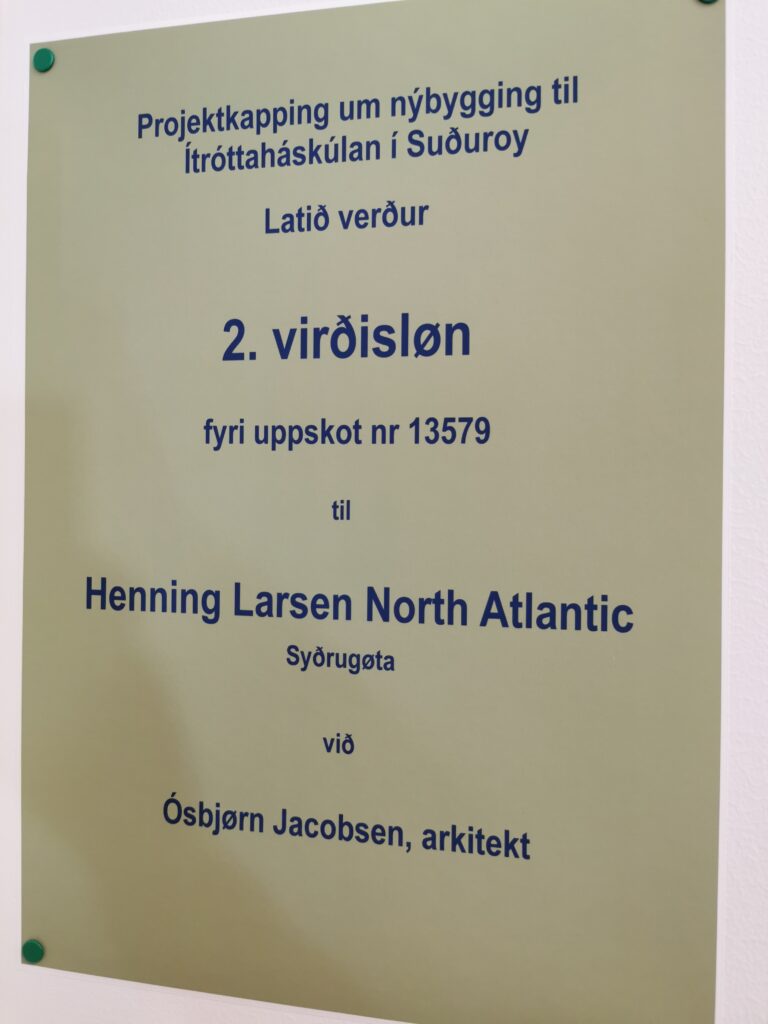 Projektkapping um nýbygging til
Ítróttaháskúlan í Suðuroy
Latið verður
2. virðisløn
fyri uppskot nr 13579
til
Henning Larsen North Atlantic
Syðrugøta
við
Ósbjørn Jacobsen, arkitekt